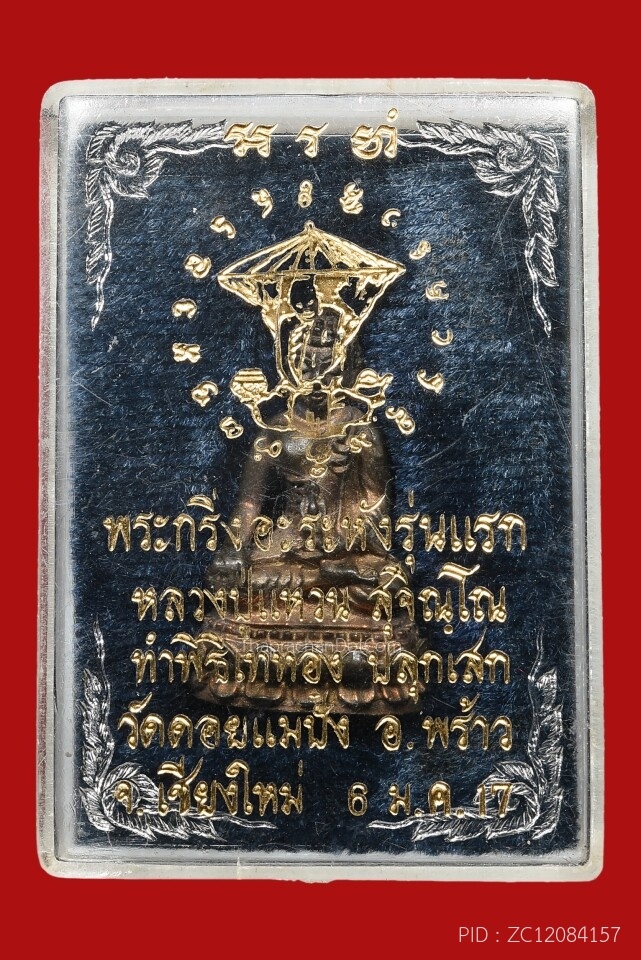 พระกริ่ง อะระหัง รุ่นแรก
หลวงปู่แหวน สุจิณฺโณ
ทำพิธีเททอง ปลุกเสก
วัดดอยแม่ปั๋ง อ.พร้าว
จ.เชียงใหม่ 6 ม.ค.17
PID : ZC12084157